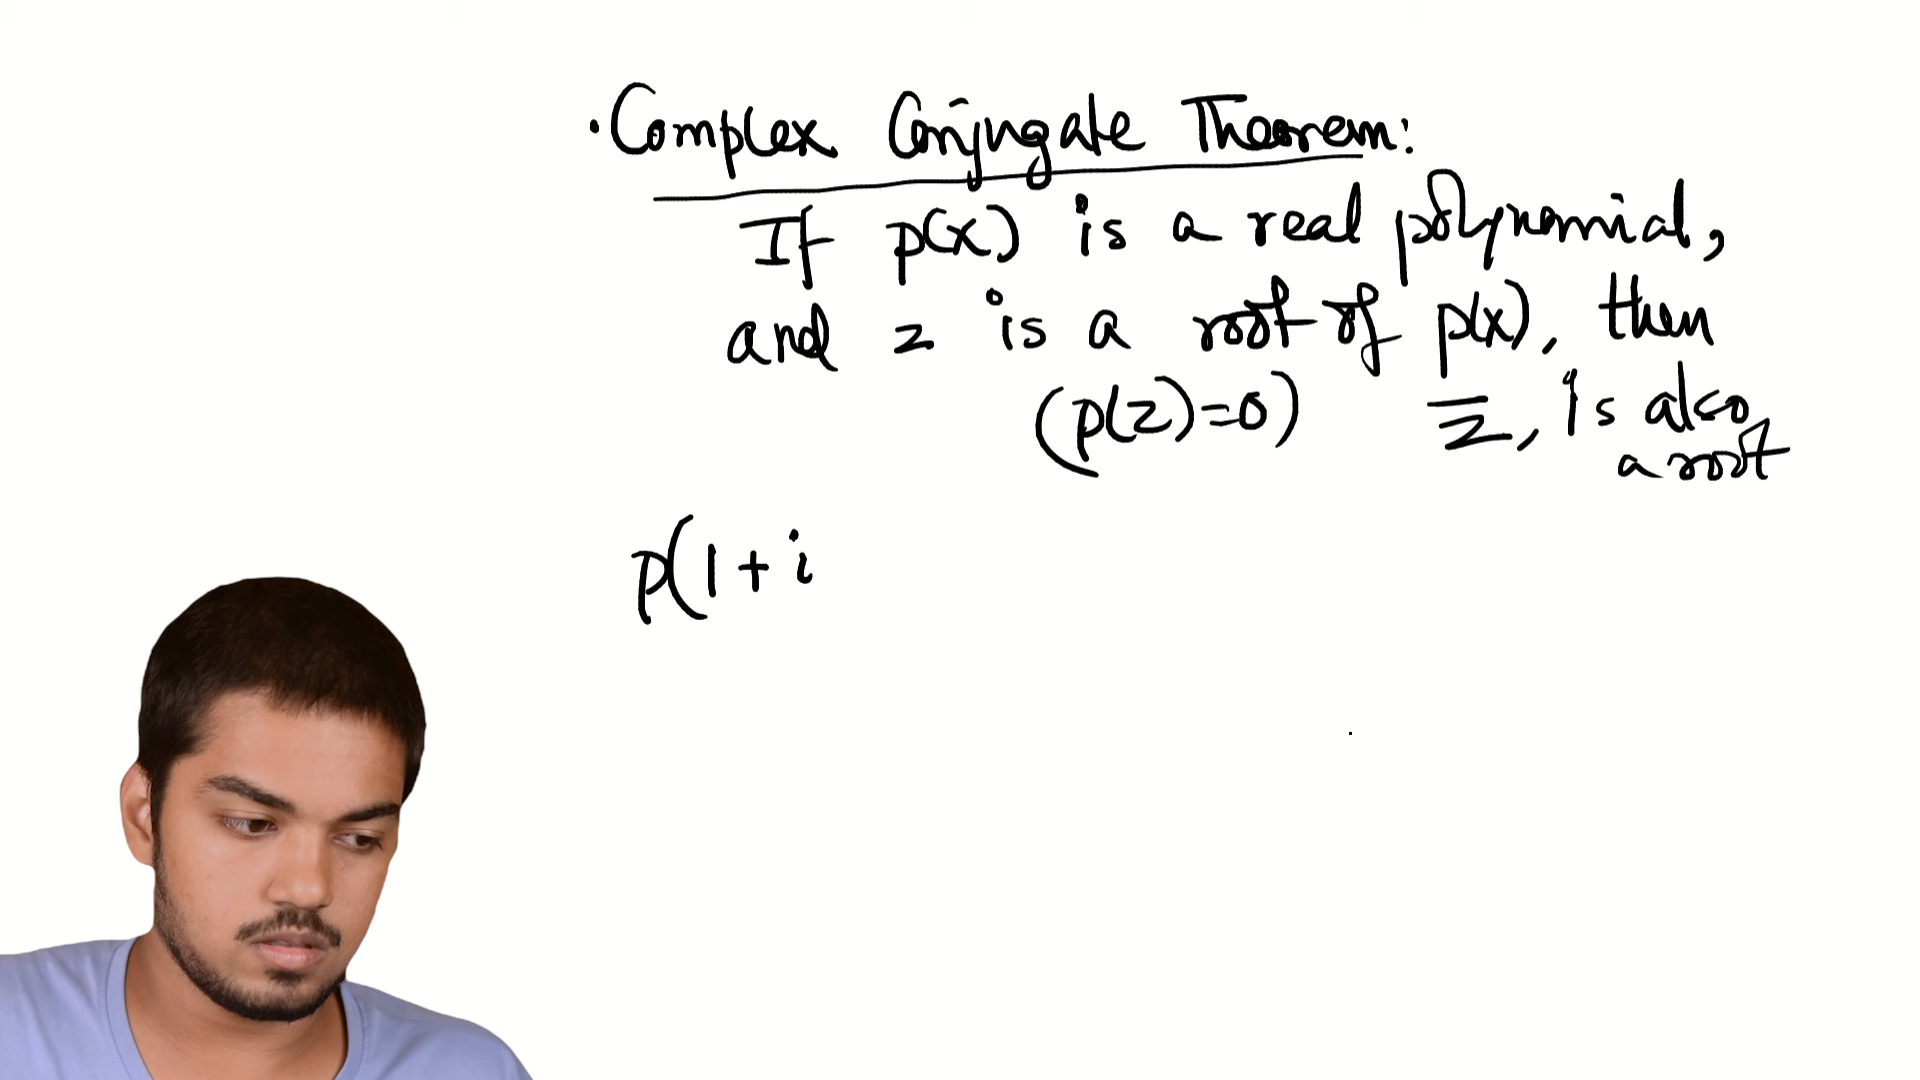 · Complex Conjugate Theorem:
If p(x) is a real polynomial,
and z is a root of p(x), then
(p(z)=0) z̅, is also
a root
p(1 + i